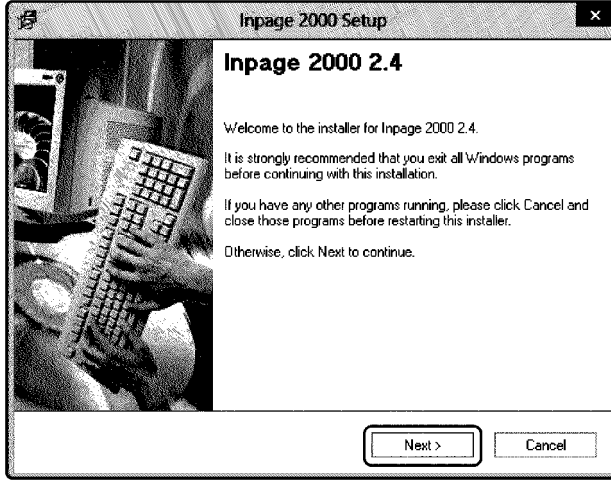 Inpage 2000 Setup
Inpage 2000 2.4
Welcome to the installer for Inpage 2000 2.4.
It is strongly recommended that you exit all Windows programs
before continuing with this installation.
If you have any other programs running, please click Cancel and
close those programs before restarting this installer.
Otherwise, click Next to continue.
Next >
Cancel